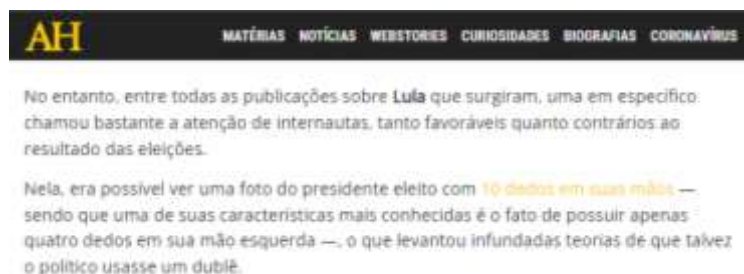 AH MATÉRIAS NOTÍCIAS WEBSTORIES CURIOSIDADES BIOGRAFIAS CORONAVÍRUS
No entanto, entre todas as publicações sobre Lula que surgiram, uma em específico
chamou bastante a atenção de internautas, tanto favoráveis quanto contrários ao
resultado das eleições.
Nela, era possível ver uma foto do presidente eleito com 10 dedos em suas mãos —
sendo que uma de suas características mais conhecidas é o fato de possuir apenas
quatro dedos em sua mão esquerda —, o que levantou infundadas teorias de que talvez
o político usasse um dublê.